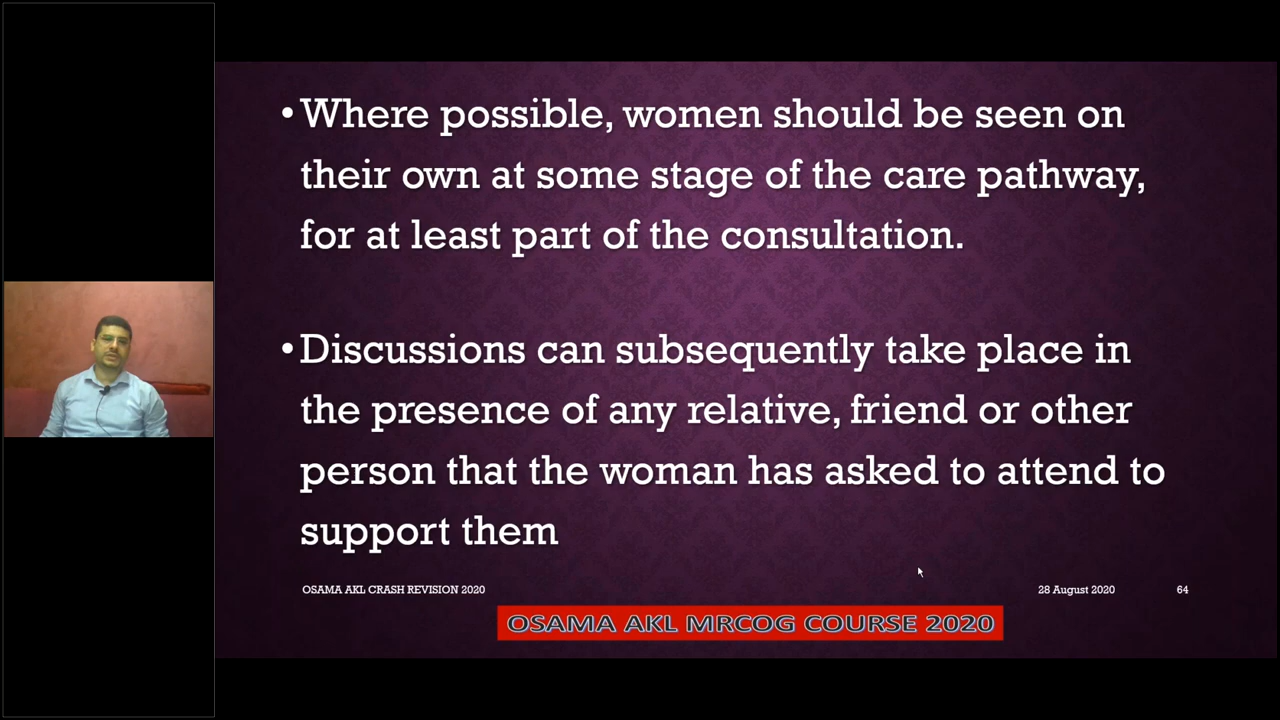 •Where possible, women should be seen on
their own at some stage of the care pathway,
for at least part of the consultation.
•Discussions can subsequently take place in
the presence of any relative, friend or other
person that the woman has asked to attend to
support them
OSAMA AKL CRASH REVISION 2020
28 August 2020
64
OSAMA AKL MRCOG COURSE 2020